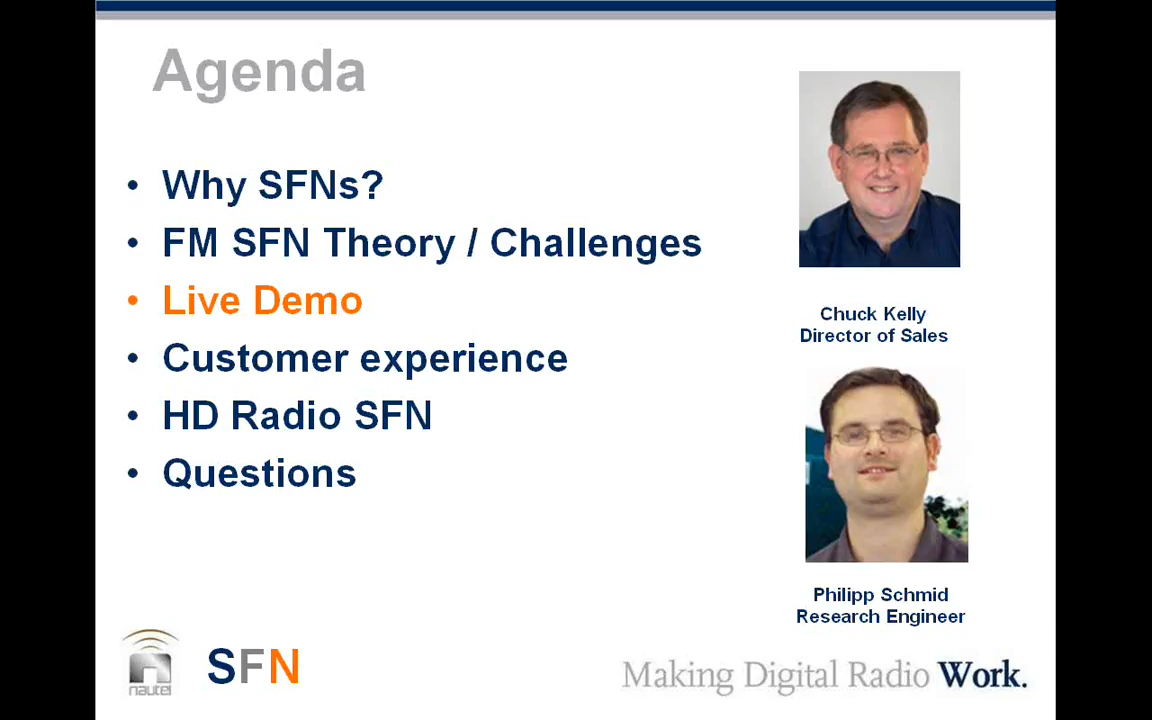 Agenda
• Why SFNs?
• FM SFN Theory / Challenges
• Live Demo
• Customer experience
• HD Radio SFN
• Questions
Chuck Kelly
Director of Sales
Philipp Schmid
Research Engineer
nautel
SFN
Making Digital Radio Work.